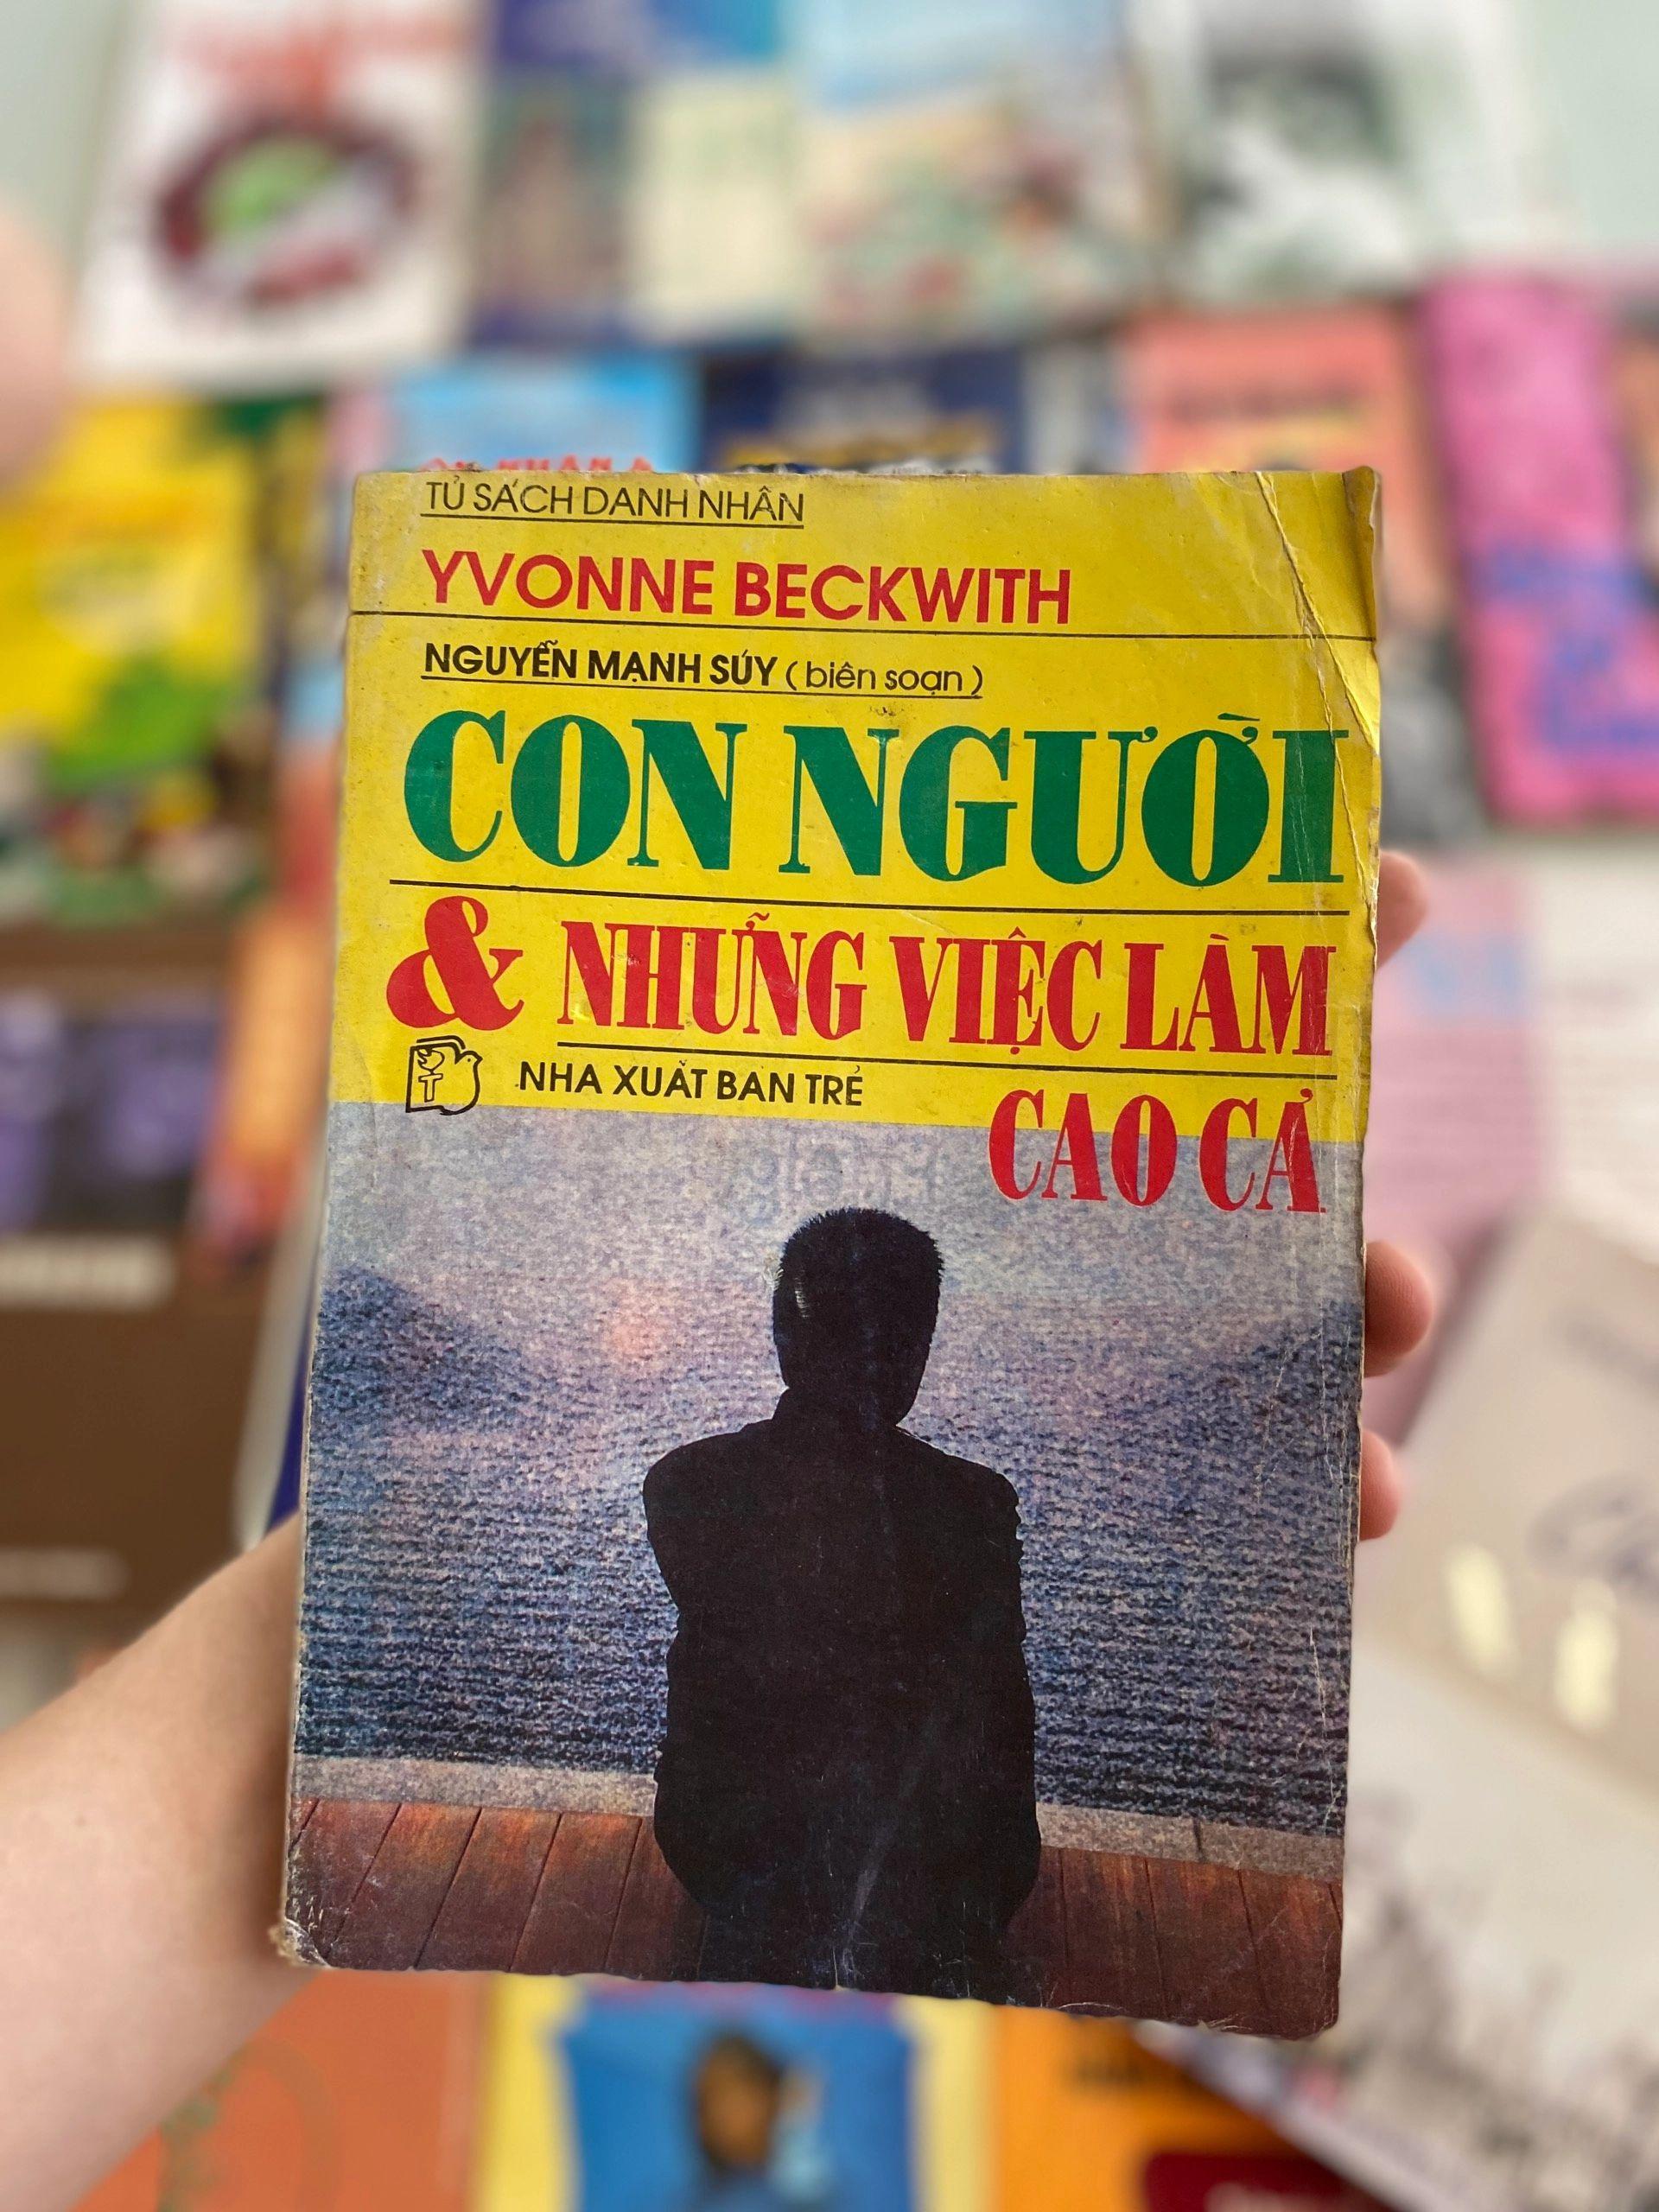 TỦ SÁCH DANH NHÂN
YVONNE BECKWITH
NGUYỄN MẠNH SÚY ( biên soạn )
CON NGƯỜI
& NHỮNG VIỆC LÀM
NHA XUẤT BAN TRẺ
CAO CẢ